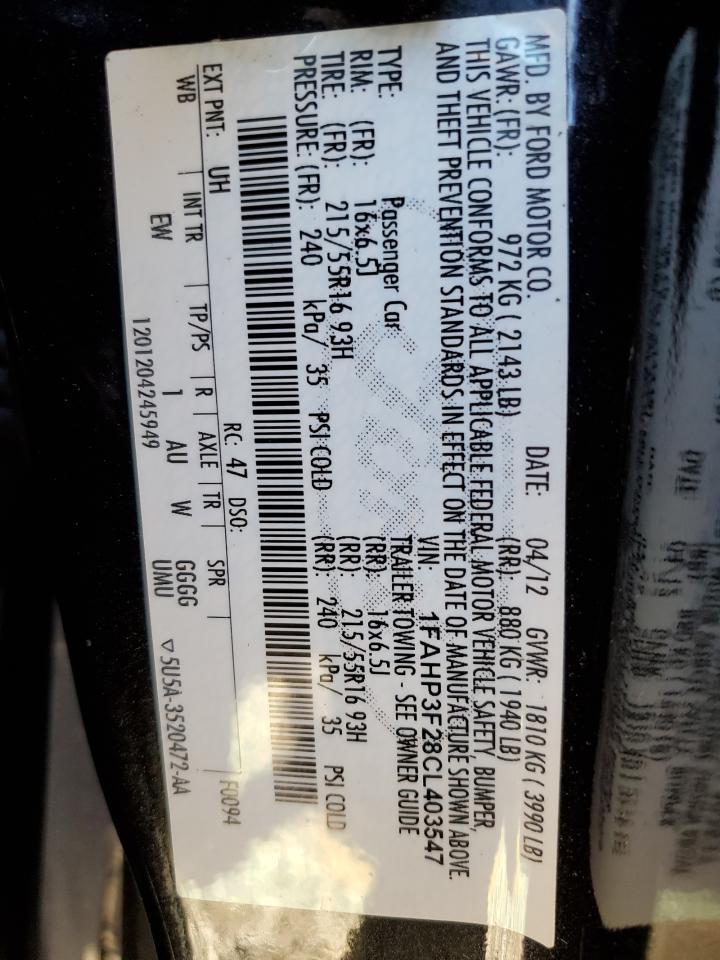 MFD. BY FORD MOTOR CO.
DATE: 04/12 GVWR: 1810 KG ( 3990 LB)
GAWR: (FR): 972 KG ( 2143 LB) (RR): 880 KG ( 1940 LB)
THIS VEHICLE CONFORMS TO ALL APPLICABLE FEDERAL MOTOR VEHICLE SAFETY, BUMPER,
AND THEFT PREVENTION STANDARDS IN EFFECT ON THE DATE OF MANUFACTURE SHOWN ABOVE.
VIN: 1FAHP3F28CL403547
TYPE: Passenger Car TRAILER TOWING - SEE OWNER GUIDE
RIM: (FR): 16x6.5J (RR): 16x6.5J
TIRE: (FR): 215/55R16 93H (RR): 215/55R16 93H
PRESSURE: (FR): 240 kPa/ 35 PSI COLD (RR): 240 kPa/ 35 PSI COLD
F0094
EXT PNT: UH RC: 47 DSO:
WB INT TR TP/PS R AXLE TR SPR
EW 1 AU W GGGG
UMU
1201204245949 ▽5U5A-3520472-AA